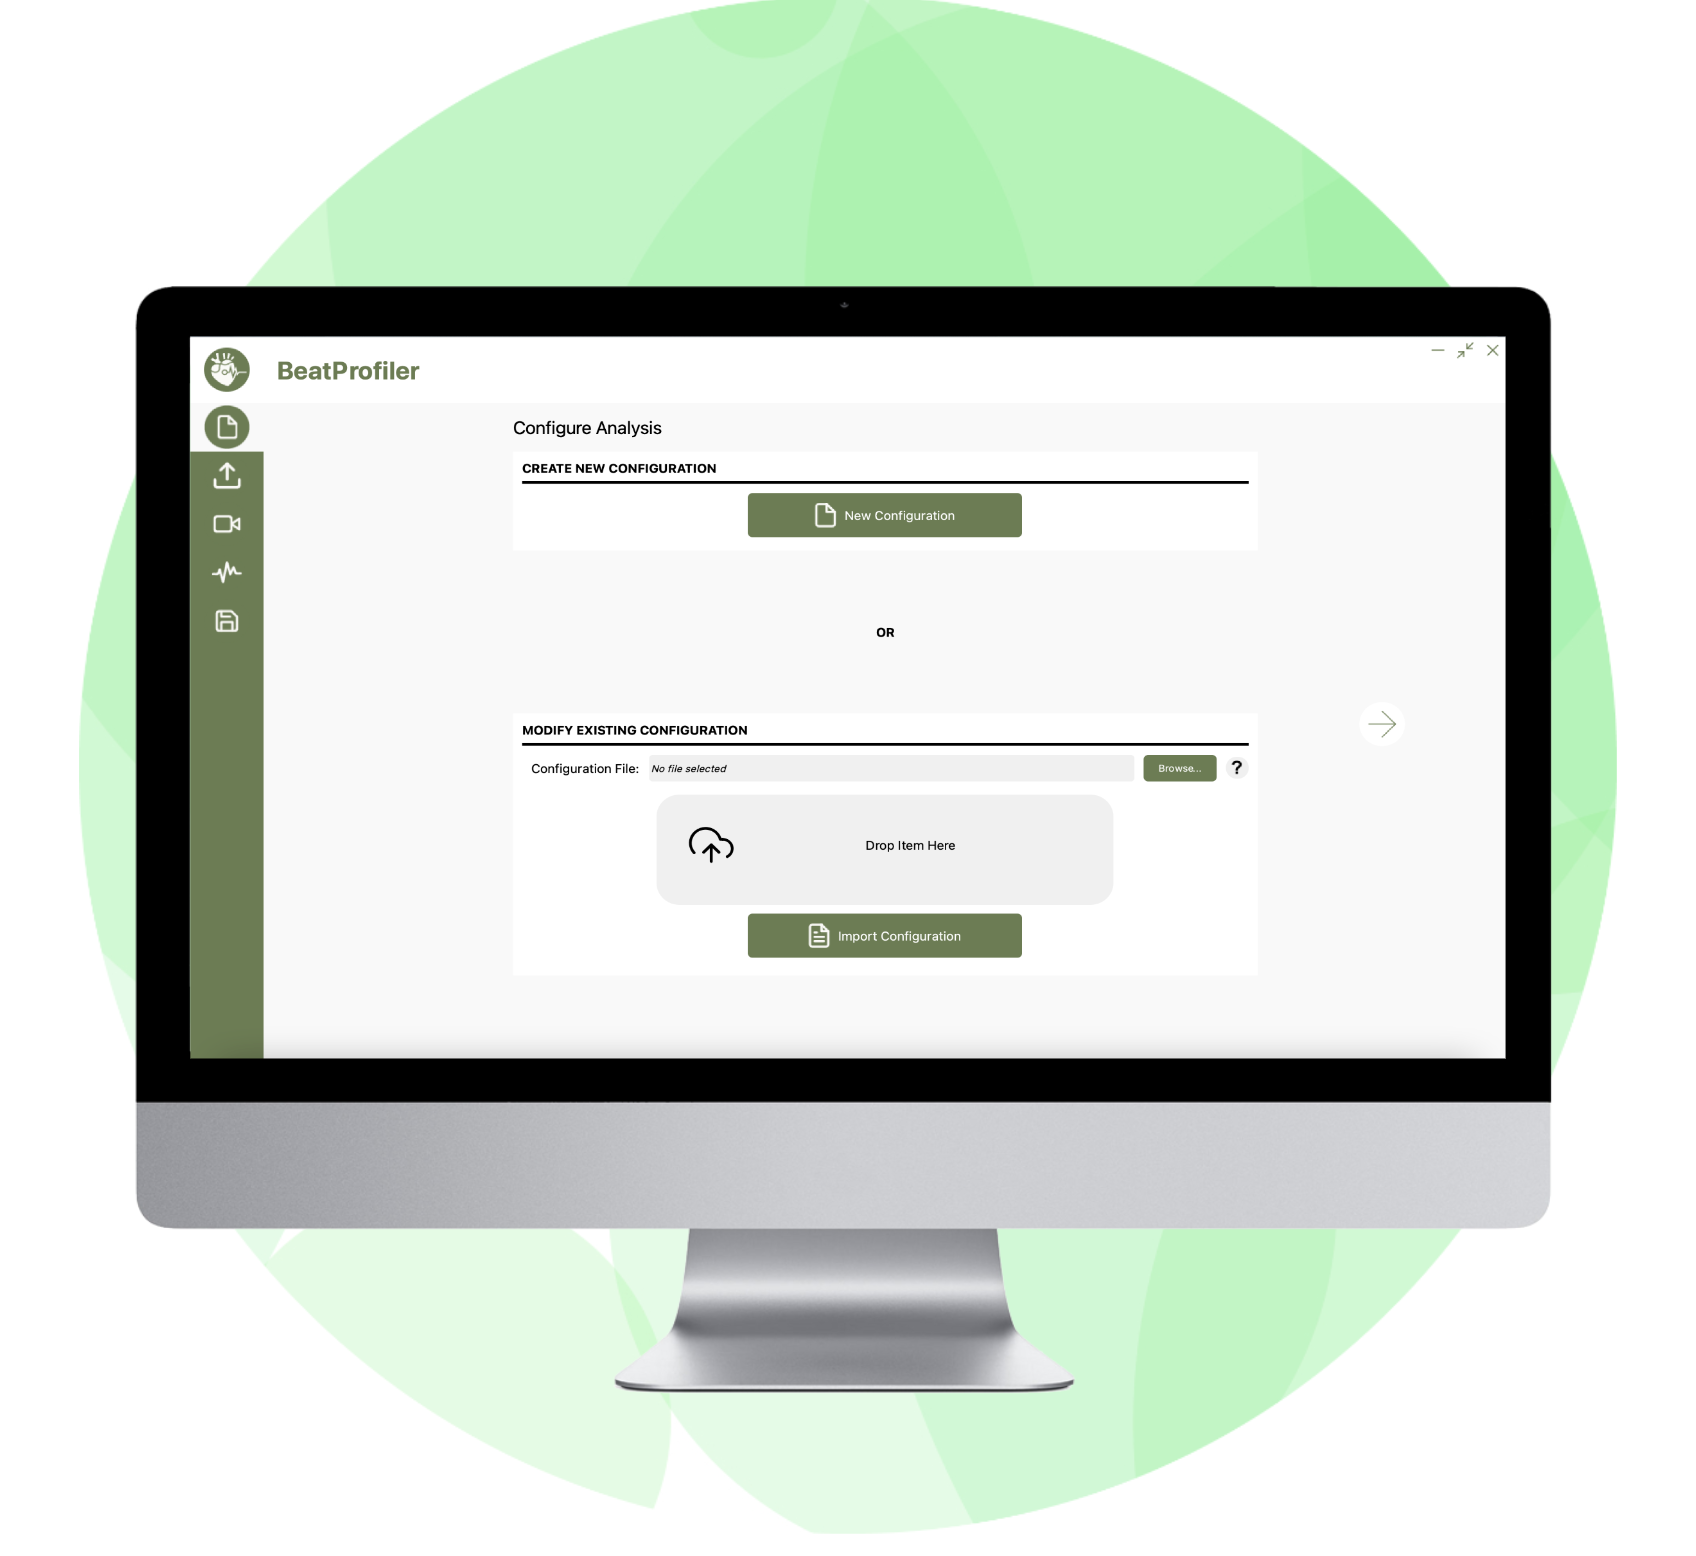 BeatProfiler
Configure Analysis
CREATE NEW CONFIGURATION
New Configuration
OR
MODIFY EXISTING CONFIGURATION
Configuration File: No file selected Browse... ?
Drop Item Here
Import Configuration